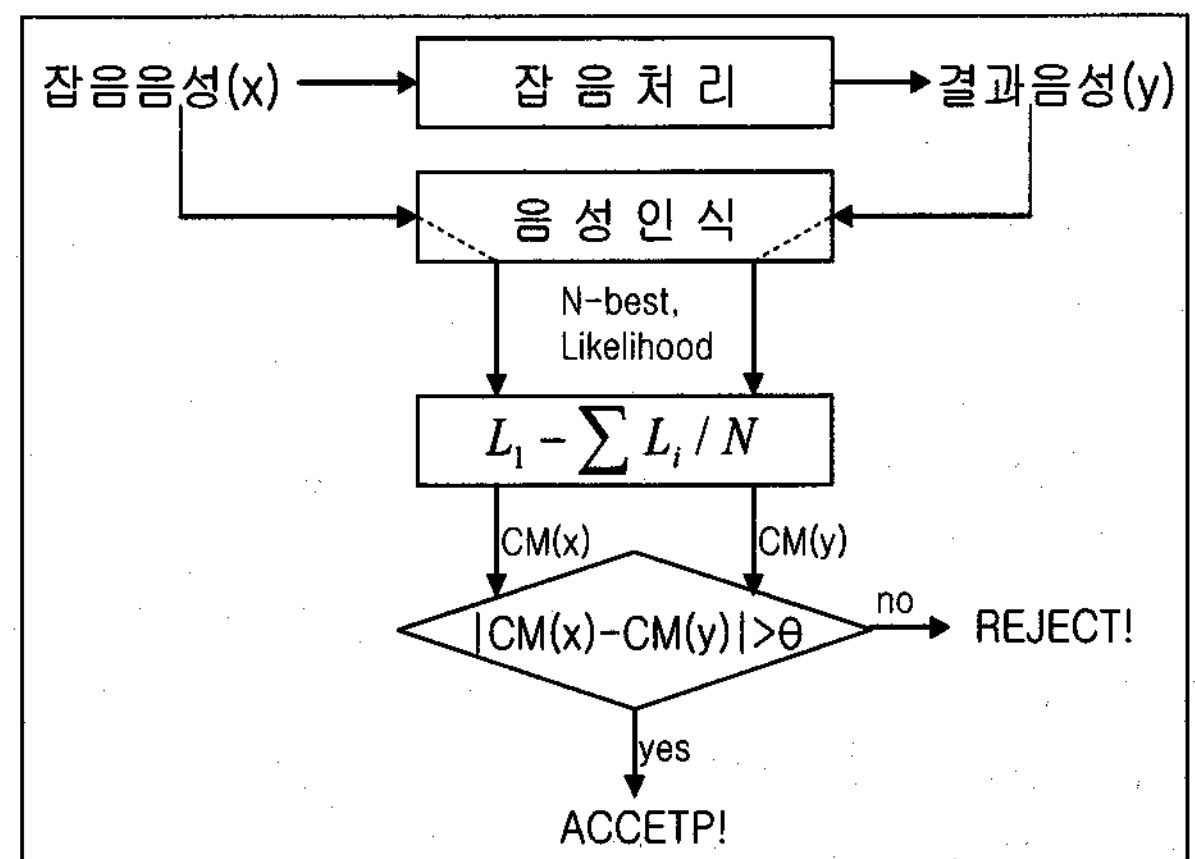 잡음음성(x)
잡 음 처 리
결과음성(y)
음 성 인 식
N-best,
Likelihood
L₁ - ∑ Lᵢ / N
CM(x)
CM(y)
|CM(x)-CM(y)|>θ
no
REJECT!
yes
ACCETP!